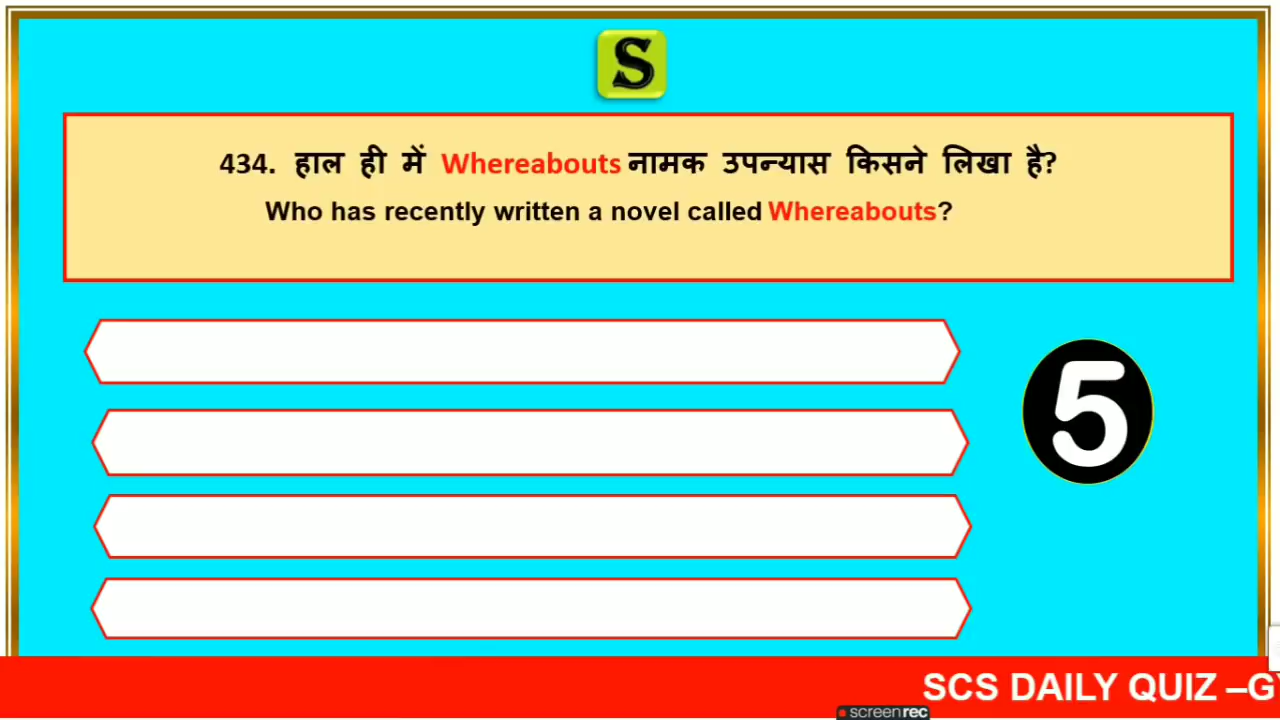 S
434. हाल ही में Whereabouts नामक उपन्यास किसने लिखा है?
Who has recently written a novel called Whereabouts?
5
SCS DAILY QUIZ –GY
screenrec